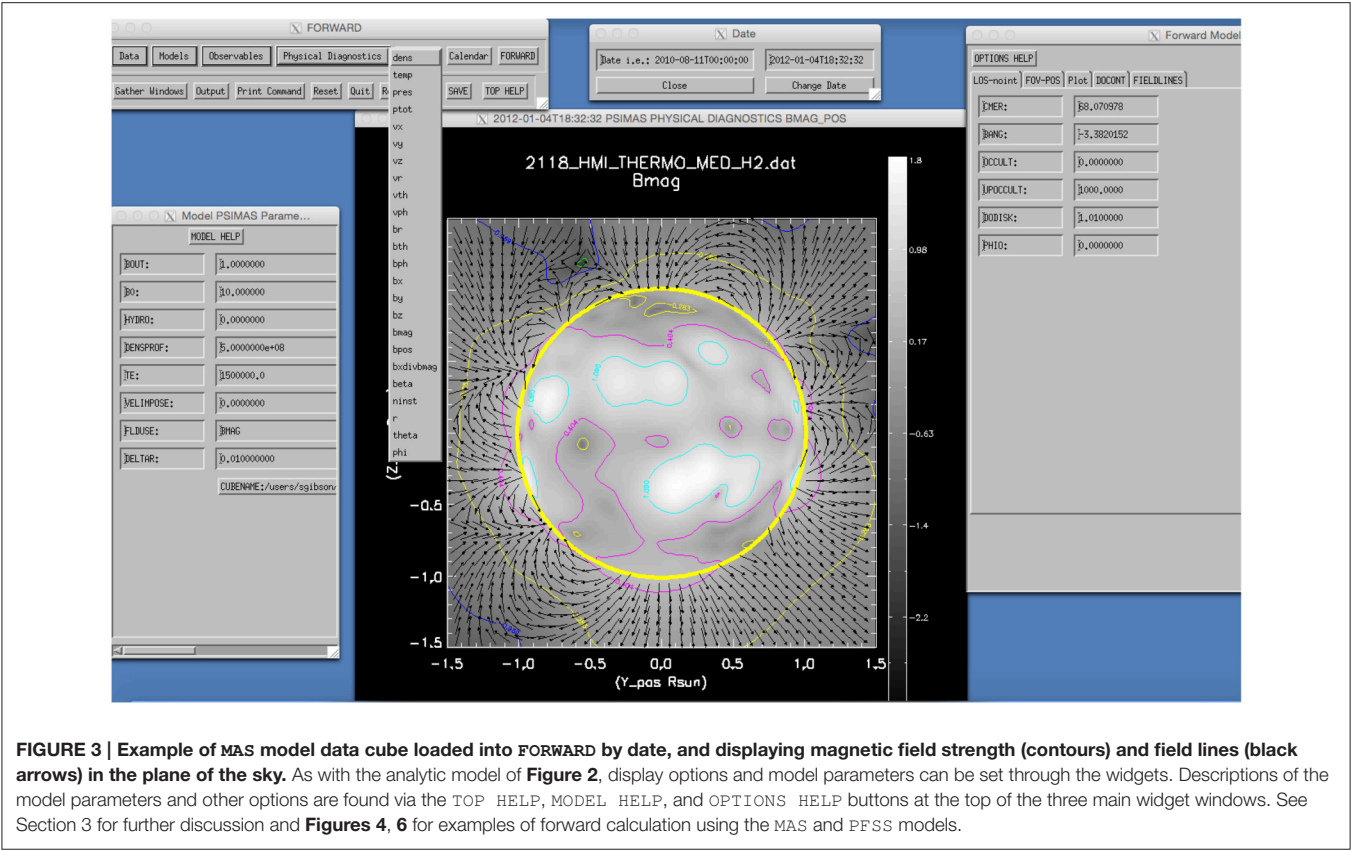 FORWARD
Data Models Observables Physical Diagnostics Calendar FORWARD
Gather Windows Output Print Command Reset Quit SAVE TOP HELP
dens
temp
pres
ptot
vx
vy
vz
vr
vth
vph
br
bth
bph
bx
by
bz
bmag
bpos
bxdivbmag
beta
ninst
r
theta
phi
Date
Date i.e.: 2010-08-11T00:00:00 2012-01-04T18:32:32
Close Change Date
Forward Model
OPTIONS HELP
LOS-noint FOV-POS Plot DOCONT FIELDLINES
CMER: 68.070978
BANG: -3.3820152
OCCULT: 0.0000000
UPOCCULT: 1000.0000
DODISK: 1.0100000
PHIO: 0.0000000
Model PSIMAS Parame...
MODEL HELP
BOUT: 1.0000000
BO: 10.000000
HYDRO: 0.0000000
DENSPROF: 5.0000000e+08
TE: 1500000.0
VELIMPOSE: 0.0000000
FLDUSE: BMAG
DELTAR: 0.010000000
CUBENAME:/users/sgibson/
2012-01-04T18:32:32 PSIMAS PHYSICAL DIAGNOSTICS BMAG_POS
2118_HMI_THERMO_MED_H2.dat
Bmag
1.8
0.98
0.17
-0.63
-1.4
-2.2
0.404
1.090
0.404
1.090
1.090
-0.5
-1.0
-1.5
-1.5 -1.0 -0.5 0.0 0.5 1.0 1.5
(Y_pos Rsun)
FIGURE 3 | Example of MAS model data cube loaded into FORWARD by date, and displaying magnetic field strength (contours) and field lines (black
arrows) in the plane of the sky. As with the analytic model of Figure 2, display options and model parameters can be set through the widgets. Descriptions of the
model parameters and other options are found via the TOP HELP, MODEL HELP, and OPTIONS HELP buttons at the top of the three main widget windows. See
Section 3 for further discussion and Figures 4, 6 for examples of forward calculation using the MAS and PFSS models.